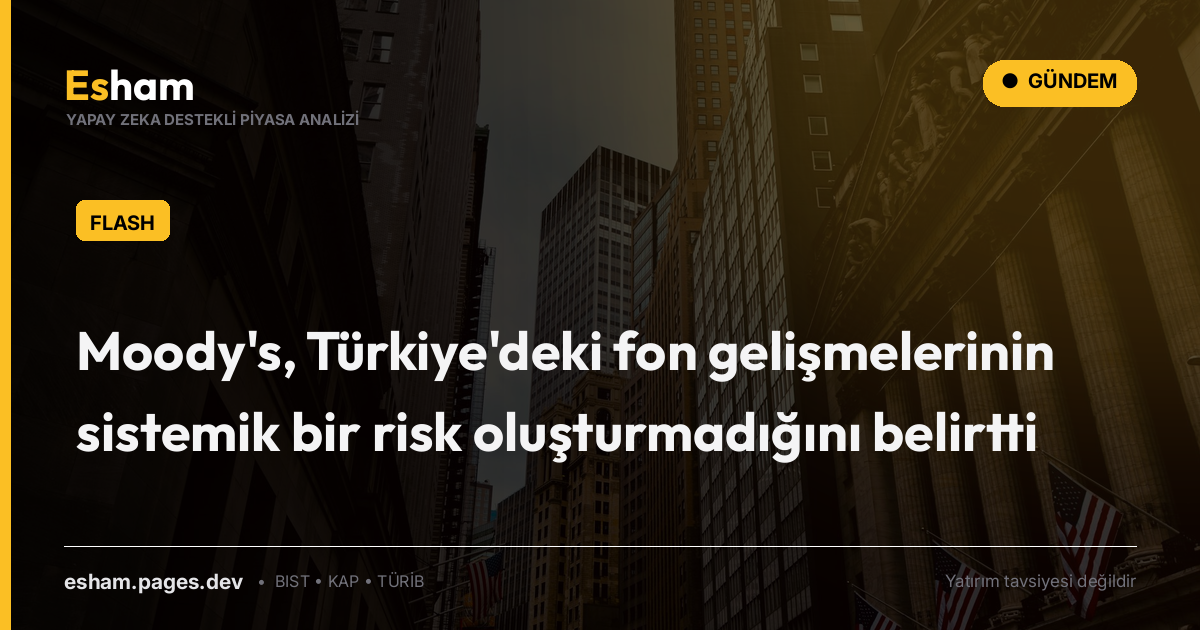 Esham
YAPAY ZEKA DESTEKLİ PİYASA ANALİZİ
● GÜNDEM
FLASH
Moody's, Türkiye'deki fon gelişmelerinin
sistemik bir risk oluşturmadığını belirtti
esham.pages.dev • BIST • KAP • TÜRİB
Yatırım tavsiyesi değildir